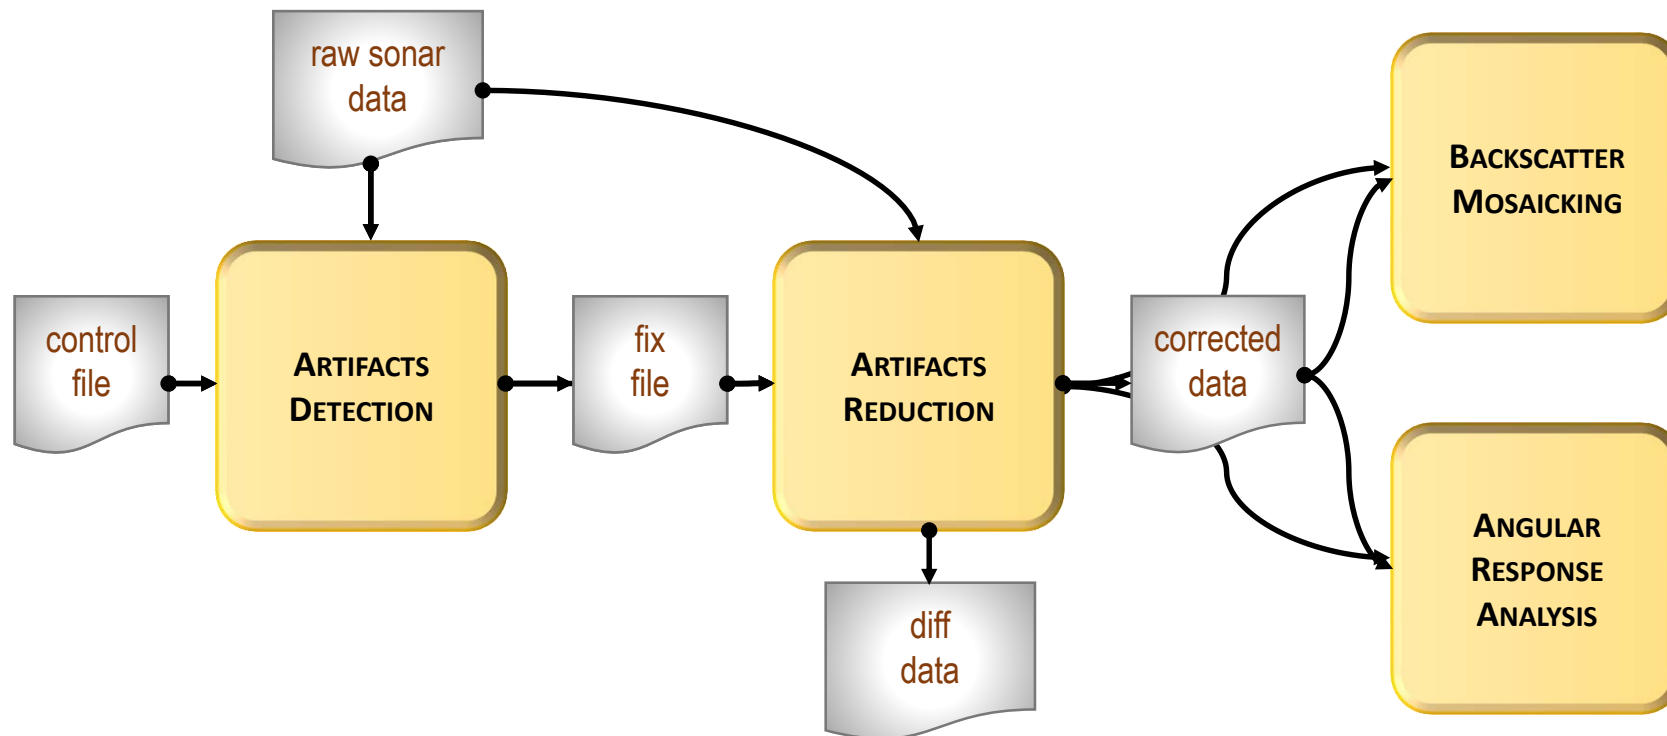 raw sonar
data
control
file
ARTIFACTS
DETECTION
fix
file
ARTIFACTS
REDUCTION
corrected
data
diff
data
BACKSCATTER
MOSAICKING
ANGULAR
RESPONSE
ANALYSIS